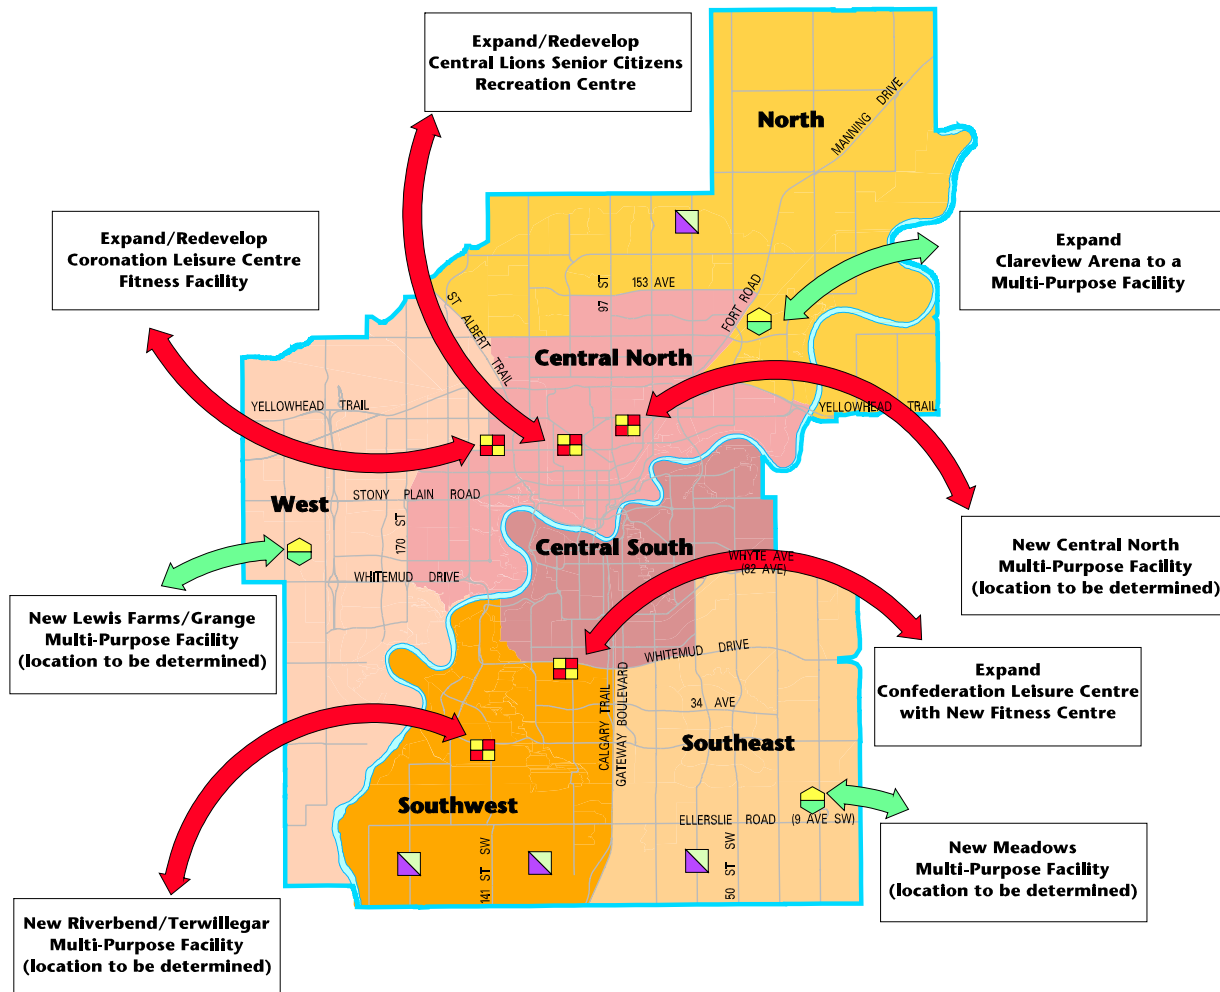 Expand/Redevelop
Central Lions Senior Citizens
Recreation Centre
North
MANNING DRIVE
Expand/Redevelop
Coronation Leisure Centre
Fitness Facility
Expand
Clareview Arena to a
Multi-Purpose Facility
97 ST
153 AVE
FORT ROAD
ST ALBERT TRAIL
Central North
YELLOWHEAD TRAIL
YELLOWHEAD TRAIL
West
STONY PLAIN ROAD
170 ST
Central South
WHYTE AVE
(82 AVE)
WHITEMUD DRIVE
New Central North
Multi-Purpose Facility
(location to be determined)
New Lewis Farms/Grange
Multi-Purpose Facility
(location to be determined)
WHITEMUD DRIVE
Expand
Confederation Leisure Centre
with New Fitness Centre
CALGARY TRAIL
GATEWAY BOULEVARD
34 AVE
Southeast
Southwest
ELLERSLIE ROAD (9 AVE SW)
141 ST SW
50 ST SW
New Meadows
Multi-Purpose Facility
(location to be determined)
New Riverbend/Terwillegar
Multi-Purpose Facility
(location to be determined)